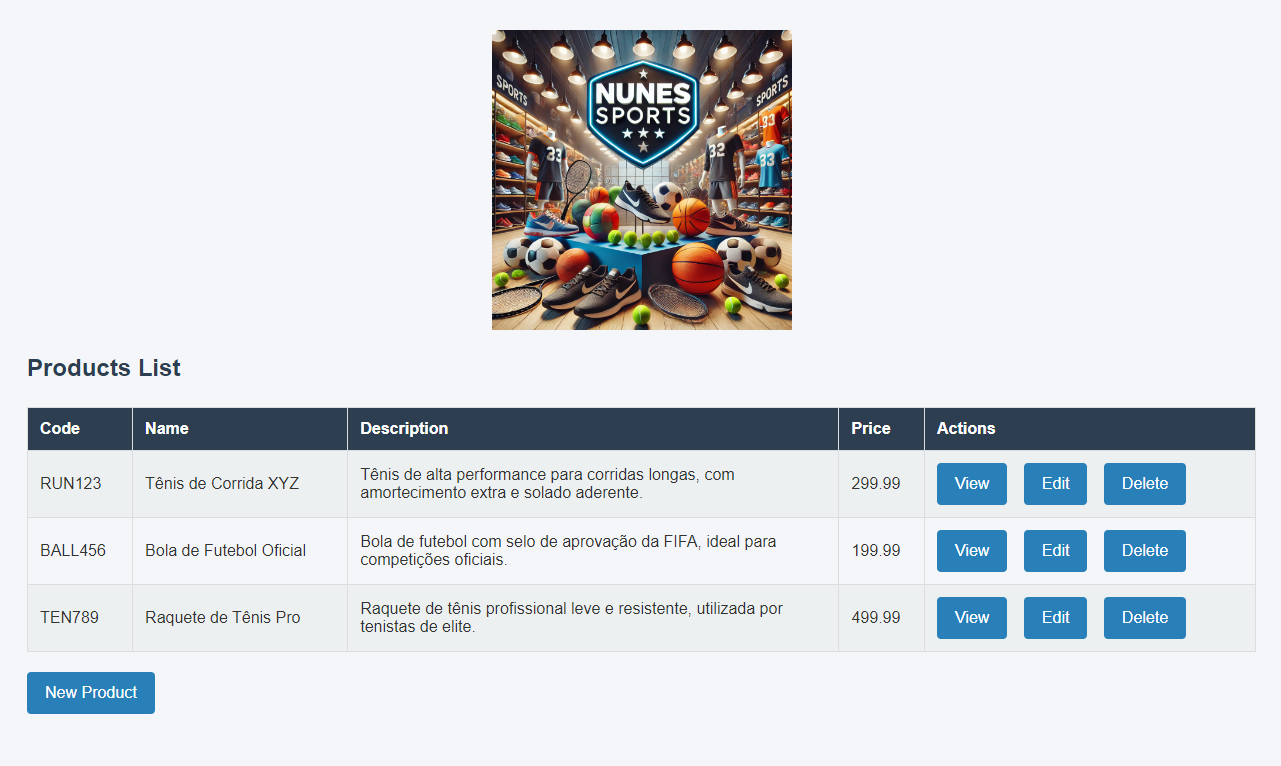 SPORTS
SPORTS
NUNES
SPORTS
33
32
33
33
Products List
Code Name Description Price Actions
RUN123 Tênis de Corrida XYZ Tênis de alta performance para corridas longas, com
amortecimento extra e solado aderente. 299.99 View Edit Delete
BALL456 Bola de Futebol Oficial Bola de futebol com selo de aprovação da FIFA, ideal para
competições oficiais. 199.99 View Edit Delete
TEN789 Raquete de Tênis Pro Raquete de tênis profissional leve e resistente, utilizada por
tenistas de elite. 499.99 View Edit Delete
New Product